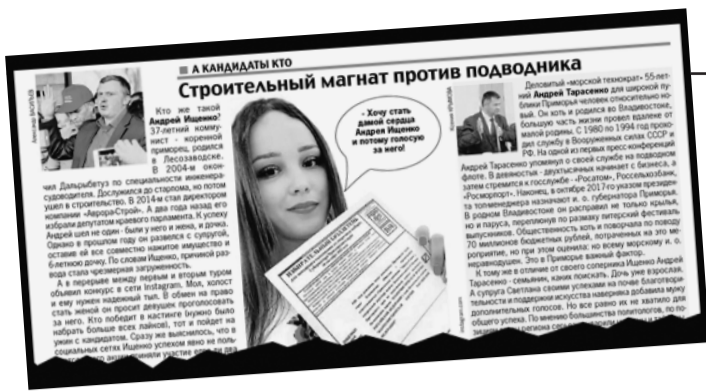 А КАНДИДАТЫ КТО
Строительный магнат против подводника
Кто же такой
Андрей Ищенко?
37-летний комму-
нист - коренной
приморец, родился
в Лесозаводске.
В 2004-м окон-
чил Дальрыбвтуз по специальности инженера-
судоводителя. Дослужился до старпома, но потом
ушел в строительство. В 2014-м стал директором
компании «Аврора-Строй». А два года назад его
избрали депутатом краевого парламента. К успеху
Андрей шел не один - были у него и жена, и дочка.
Однако в прошлом году он развелся с супругой,
оставив ей все совместно нажитое имущество и
6-летнюю дочку. По словам Ищенко, причиной раз-
вода стала чрезмерная загруженность.
А в перерыве между первым и вторым туром
объявил конкурс в сети Instagram. Мол, холост
и ему нужен надежный тыл. В обмен на право
стать женой он просит девушек проголосовать
за него. Кто победит в кастинге (нужно было
набрать больше всех лайков), тот и пойдет на
ужин с кандидатом. Сразу же выяснилось, что в
социальных сетях Ищенко успехом явно не поль-
- Хочу стать
дамой сердца
Андрея Ищенко
и потому голосую
за него!
Деловитый «морской технократ» 55-лет-
ний Андрей Тарасенко для широкой пу-
блики Приморья человек относительно но-
вый. Он хоть и родился во Владивостоке,
большую часть жизни провел вдалеке от
малой родины. С 1980 по 1994 год прохо-
дил службу в Вооруженных силах СССР и
РФ. На одной из первых пресс-конференций
Андрей Тарасенко упомянул о своей службе на подводном
флоте. В девяностых - двухтысячных начинает с бизнеса, а
затем стремится к госслужбе - «Росатом», Россельхозбанк,
«Росморпорт». Наконец, в октябре 2017-го указом президен-
та топ-менеджера назначают и. о. губернатора Приморья.
В родном Владивостоке он расправил не только крылья,
но и паруса, переплюнув по размаху питерский фестиваль
выпускников. Общественность хоть и поворчала по поводу
70 миллионов бюджетных рублей, потраченных на это ме-
роприятие, но при этом оценила: но всему морскому и. о.
неравнодушен. Это в Приморье важный фактор.
К тому же в отличие от своего соперника Ищенко Андрей
Тарасенко - семьянин, каких поискать. Дочь уже взрослая.
А супруга Светлана своими успехами на почве благотвори-
тельности и поддержки искусства наверняка добавила мужу
дополнительных голосов. Но все равно их не хватило для
общего успеха. По мнению большинства политологов, по по-
instagram.com